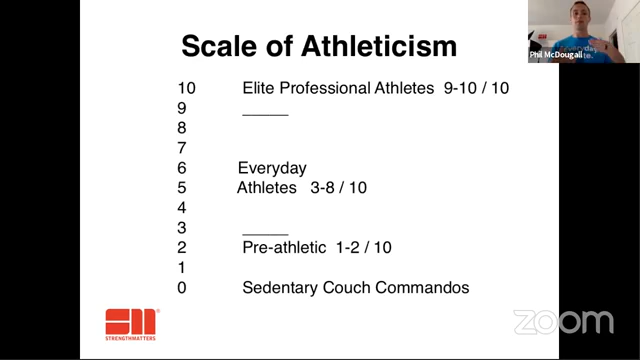 Scale of Athleticism
10 Elite Professional Athletes 9-10 / 10
9 _____
8
7
6 Everyday
5 Athletes 3-8 / 10
4
3 _____
2 Pre-athletic 1-2 / 10
1
0 Sedentary Couch Commandos
everyday
Phil McDougall
STRENGTHMATTERS
®
zoom